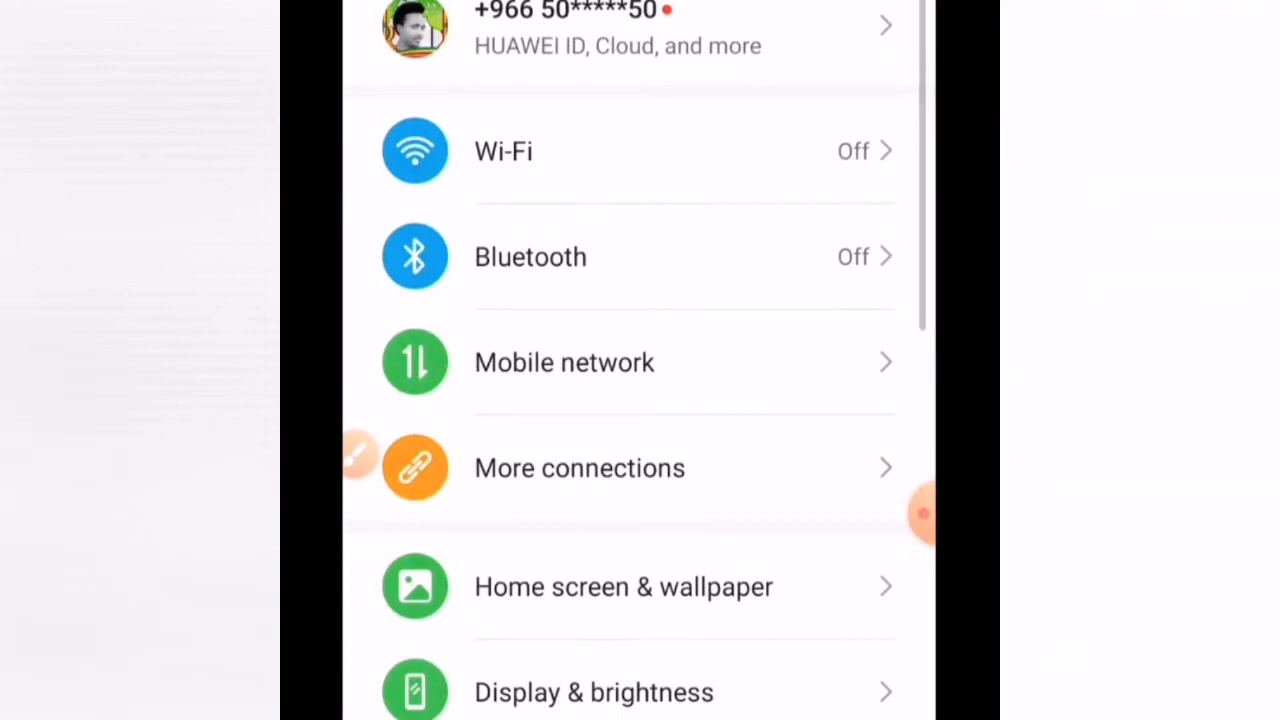 +966 50*****50
HUAWEI ID, Cloud, and more
Wi-Fi Off
Bluetooth Off
Mobile network
More connections
Home screen & wallpaper
Display & brightness